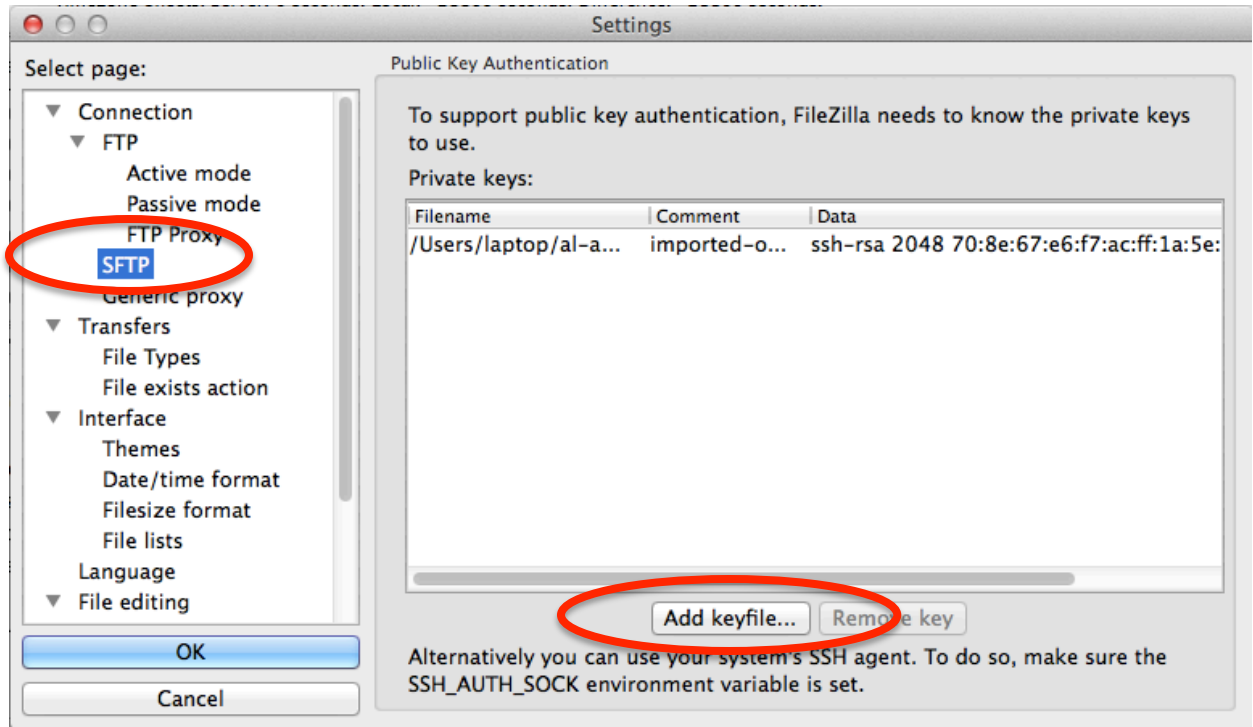 Settings
Select page:
Connection
FTP
Active mode
Passive mode
FTP Proxy
SFTP
Generic proxy
Transfers
File Types
File exists action
Interface
Themes
Date/time format
Filesize format
File lists
Language
File editing
OK
Cancel
Public Key Authentication
To support public key authentication, FileZilla needs to know the private keys
to use.
Private keys:
Filename Comment Data
/Users/laptop/al-a... imported-o... ssh-rsa 2048 70:8e:67:e6:f7:ac:ff:1a:5e:
Add keyfile... Remove key
Alternatively you can use your system's SSH agent. To do so, make sure the
SSH_AUTH_SOCK environment variable is set.